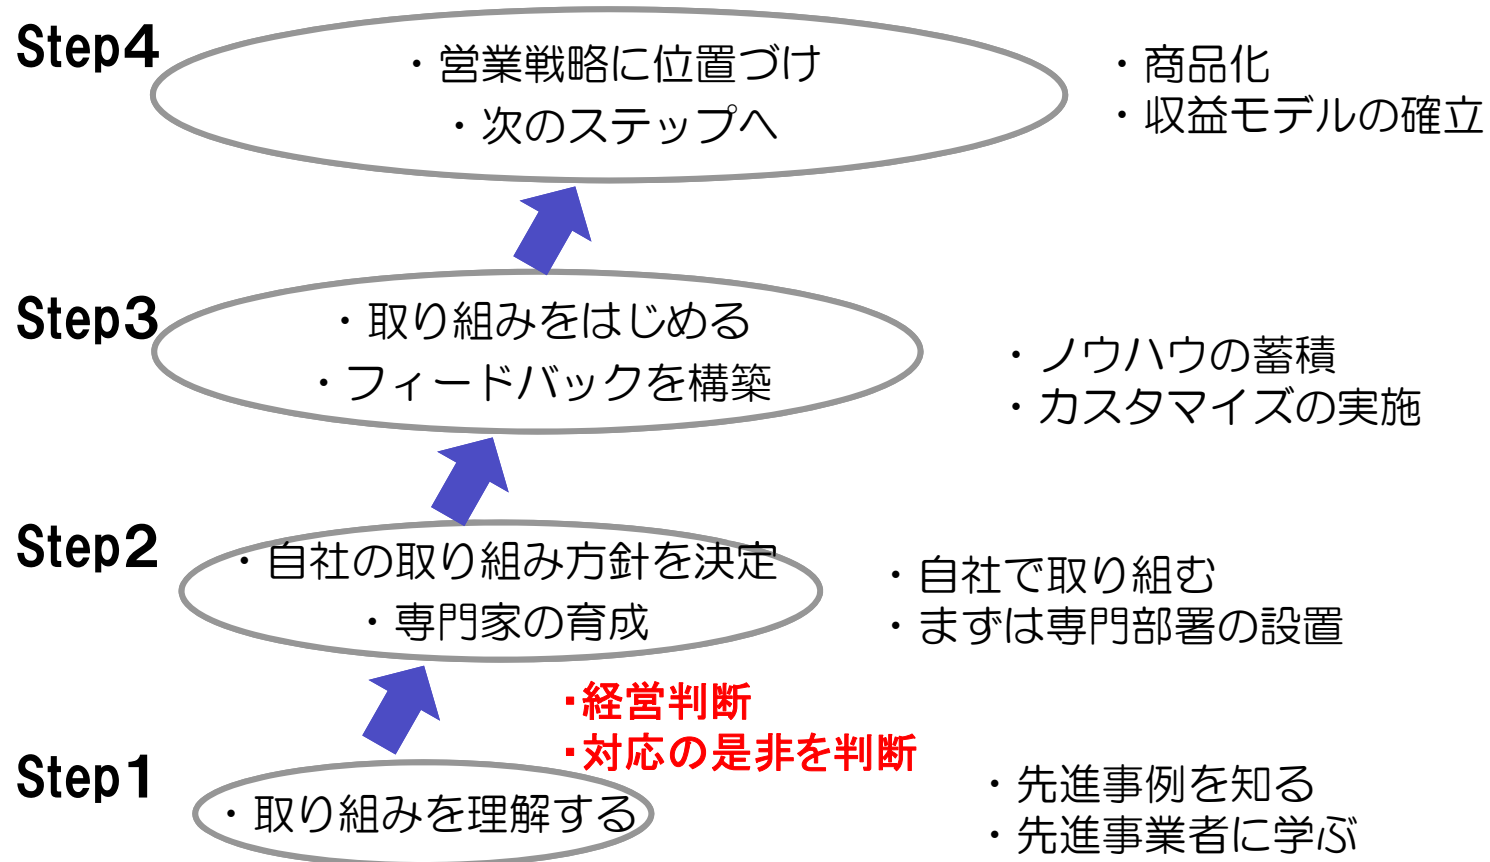 Step4
・営業戦略に位置づけ
・次のステップへ
・商品化
・収益モデルの確立
Step3
・取り組みをはじめる
・フィードバックを構築
・ノウハウの蓄積
・カスタマイズの実施
Step2
・自社の取り組み方針を決定
・専門家の育成
・自社で取り組む
・まずは専門部署の設置
・経営判断
・対応の是非を判断
Step1
・取り組みを理解する
・先進事例を知る
・先進事業者に学ぶ